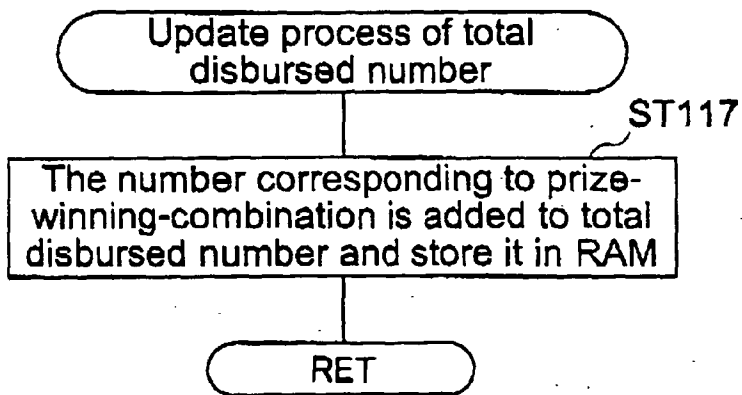 Update process of total
disbursed number
ST117
The number corresponding to prize-
winning-combination is added to total
disbursed number and store it in RAM
RET